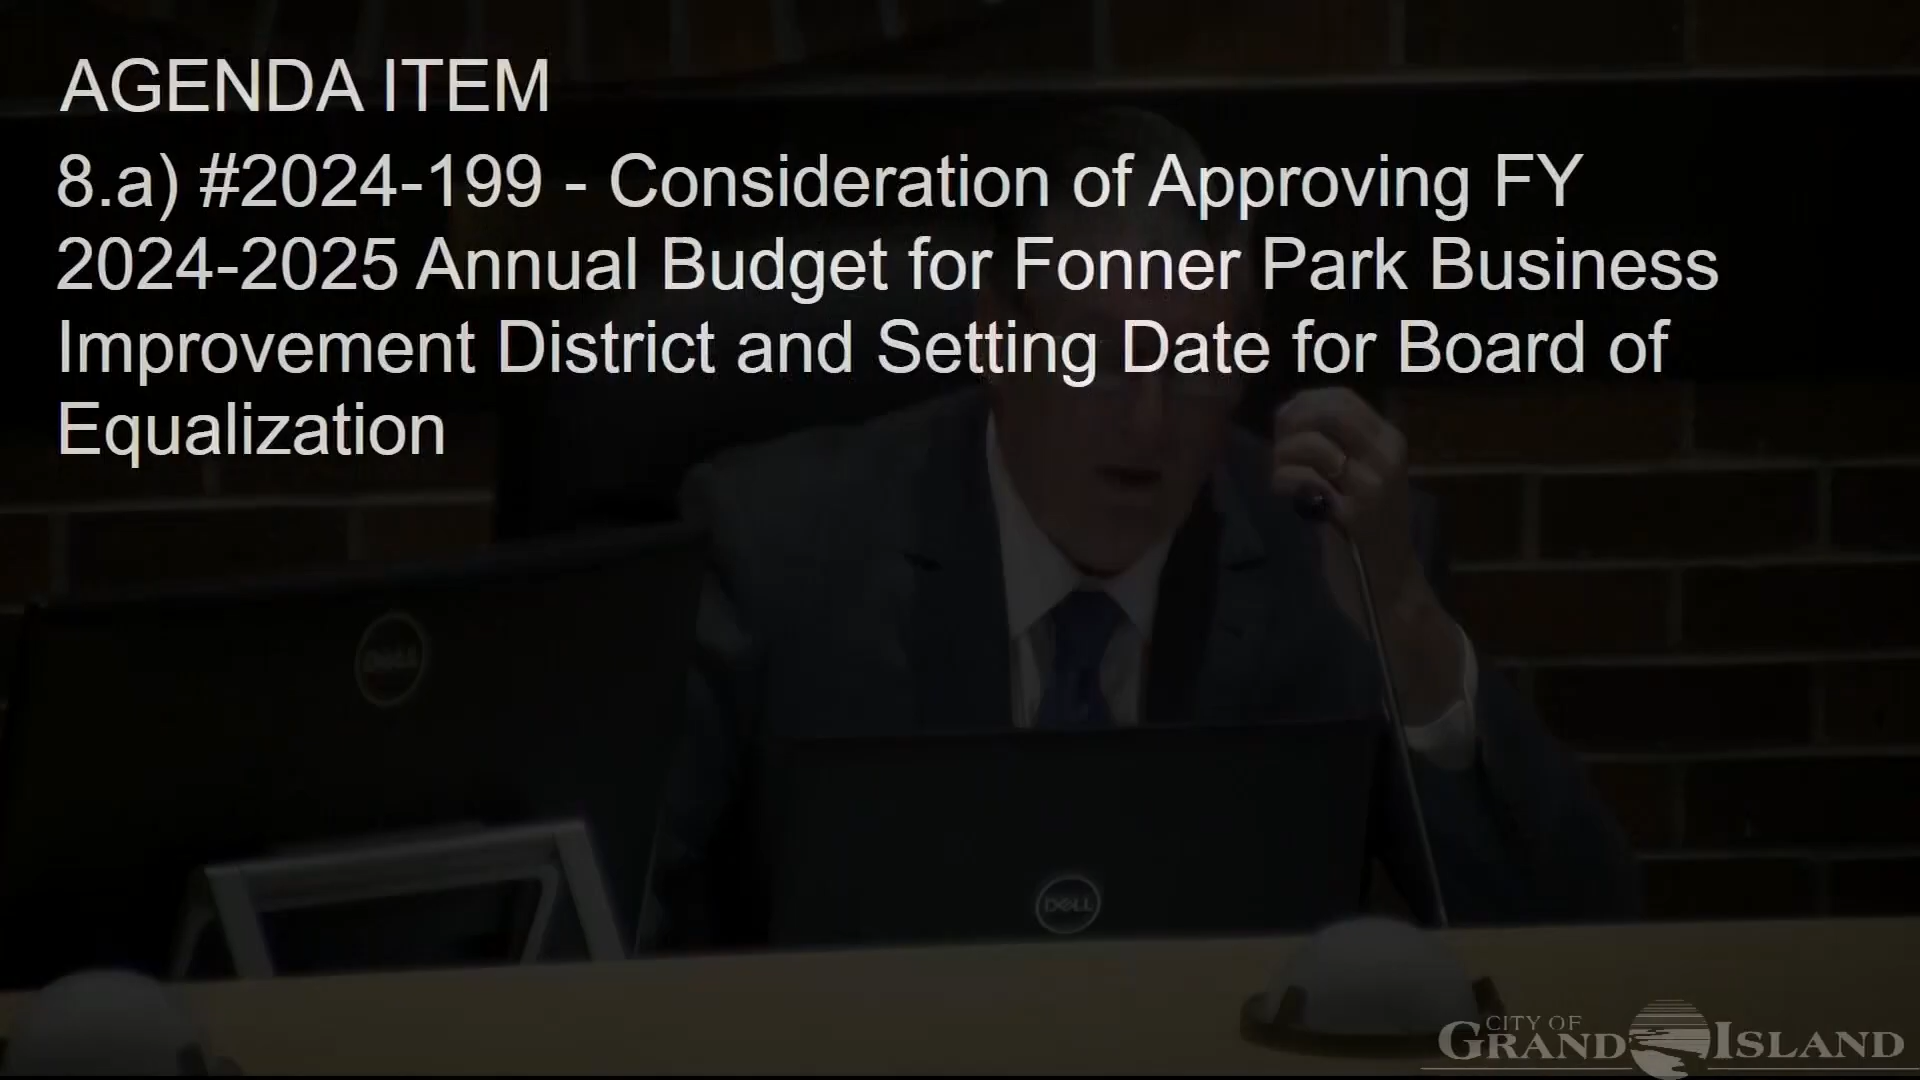 AGENDA ITEM
8.a) #2024-199 - Consideration of Approving FY
2024-2025 Annual Budget for Fonner Park Business
Improvement District and Setting Date for Board of
Equalization
DELL
DELL
CITY OF
GRAND ISLAND